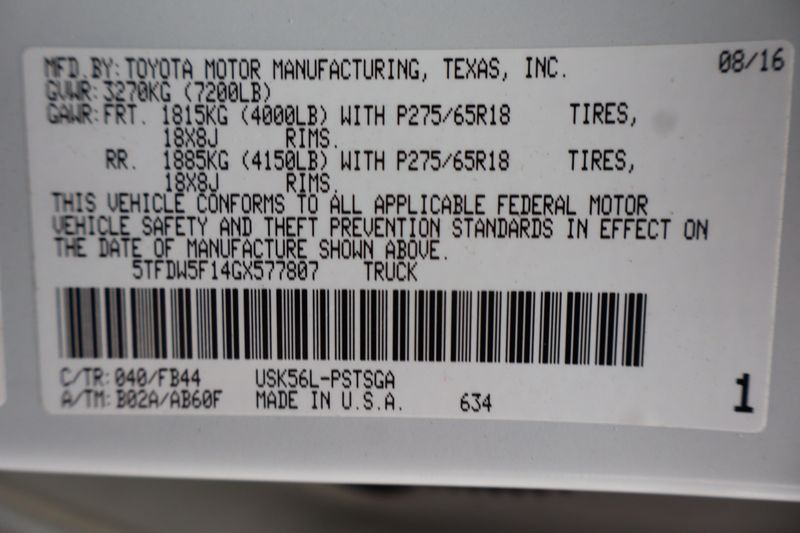 MFD.BY:TOYOTA MOTOR MANUFACTURING, TEXAS, INC. 08/16
GVWR:3270KG (7200LB)
GAWR:FRT. 1815KG (4000LB) WITH P275/65R18 TIRES,
18X8J RIMS.
RR. 1885KG (4150LB) WITH P275/65R18 TIRES,
18X8J RIMS.
THIS VEHICLE CONFORMS TO ALL APPLICABLE FEDERAL MOTOR
VEHICLE SAFETY AND THEFT PREVENTION STANDARDS IN EFFECT ON
THE DATE OF MANUFACTURE SHOWN ABOVE.
5TFDW5F14GX577807 TRUCK
C/TR:040/FB44 USK56L-PSTSGA
A/TM:B02A/AB60F MADE IN U.S.A. 634 1